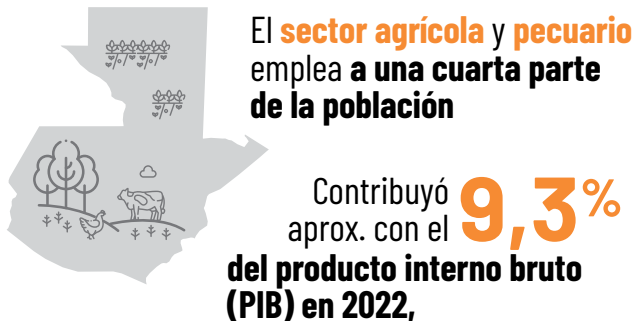 El sector agrícola y pecuario
emplea a una cuarta parte
de la población
Contribuyó
aprox. con el 9,3%
del producto interno bruto
(PIB) en 2022,